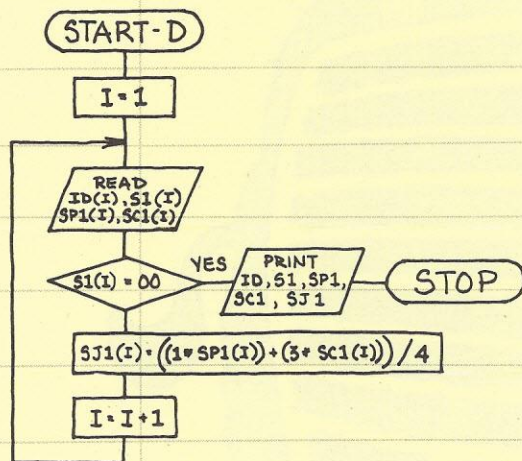 START-D
I=1
READ
ID(I),S1(I)
SP1(I),SC1(I)
S1(I)=00
YES
PRINT
ID,S1,SP1,
SC1,SJ1
STOP
SJ1(I)=((1*SP1(I))+(3*SC1(I)))/4
I=I+1